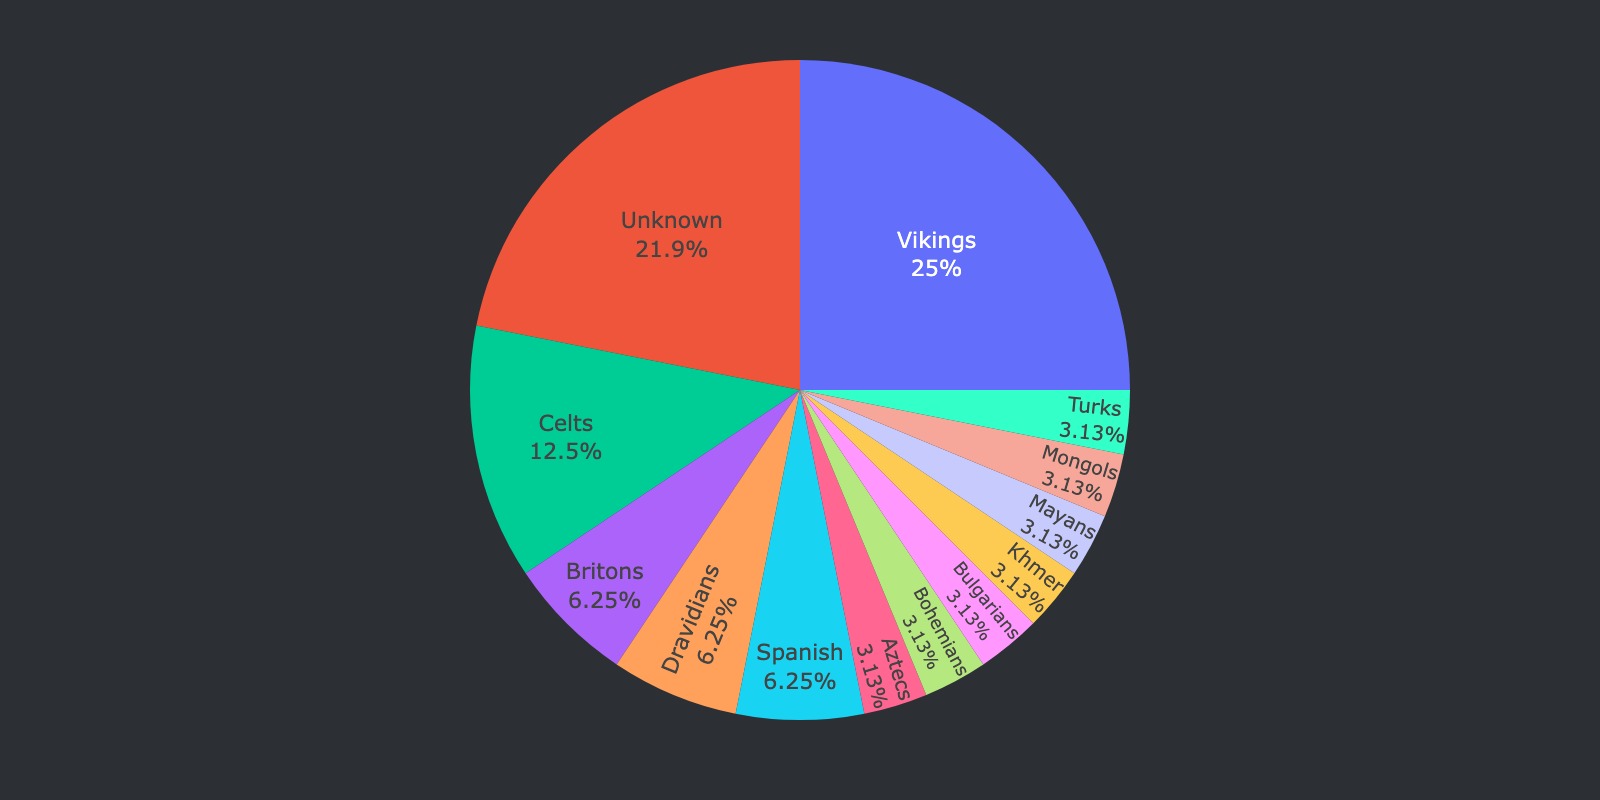 Vikings
25%
Unknown
21.9%
Celts
12.5%
Britons
6.25%
Dravidians
6.25%
Spanish
6.25%
Aztecs
3.13%
Bohemians
3.13%
Bulgarians
3.13%
Khmer
3.13%
Mayans
3.13%
Mongols
3.13%
Turks
3.13%